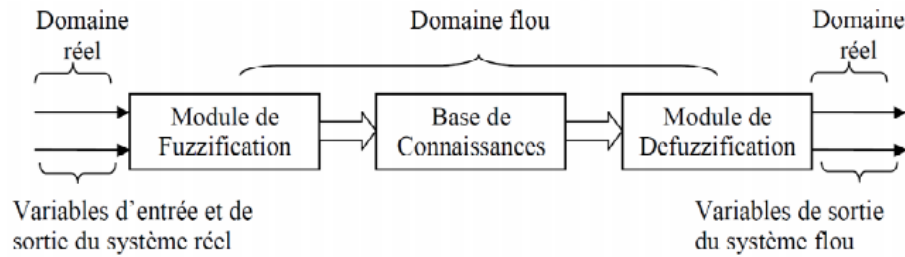 Domaine
réel
Domaine flou
Domaine
réel
Module de
Fuzzification
Base de
Connaissances
Module de
Defuzzification
Variables d'entrée et de
sortie du système réel
Variables de sortie
du système flou